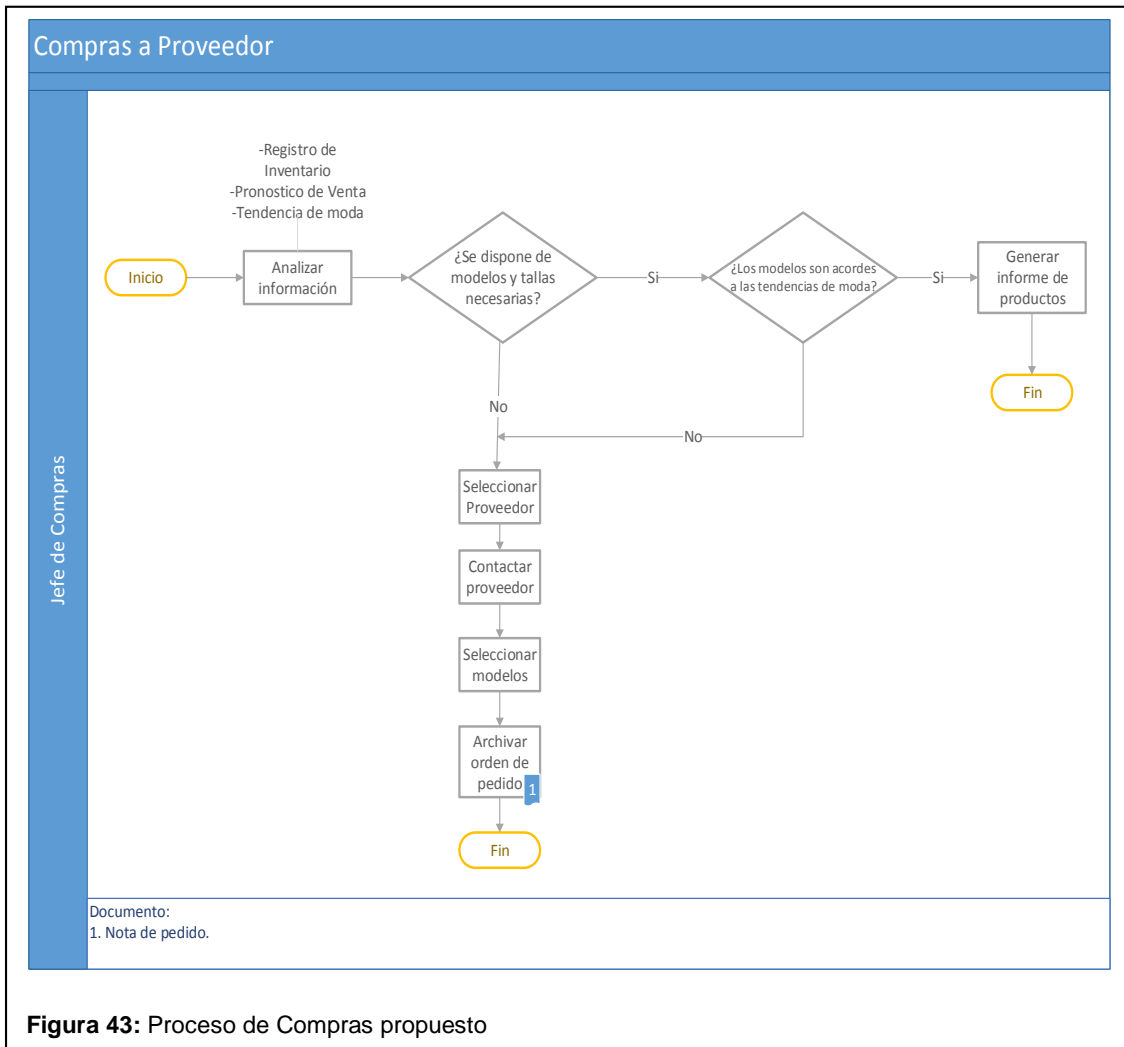 Compras a Proveedor
Jefe de Compras
-Registro de
Inventario
-Pronostico de Venta
-Tendencia de moda
Inicio
Analizar
información
¿Se dispone de
modelos y tallas
necesarias?
Si
¿Los modelos son acordes
a las tendencias de moda?
Si
Generar
informe de
productos
Fin
No
No
Seleccionar
Proveedor
Contactar
proveedor
Seleccionar
modelos
Archivar
orden de
pedido
1
Fin
Documento:
1. Nota de pedido.
Figura 43: Proceso de Compras propuesto